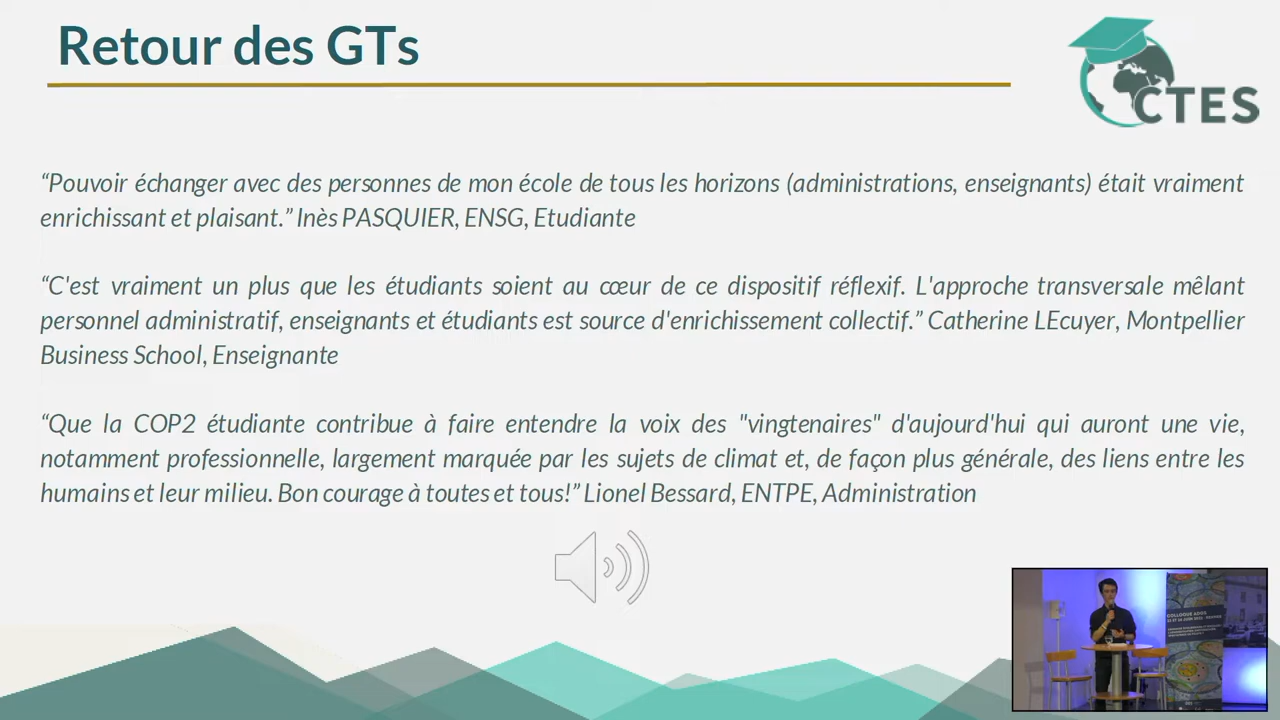 Retour des GTs
CTES
“Pouvoir échanger avec des personnes de mon école de tous les horizons (administrations, enseignants) était vraiment
enrichissant et plaisant.” Inès PASQUIER, ENSG, Etudiante
“C'est vraiment un plus que les étudiants soient au cœur de ce dispositif réflexif. L'approche transversale mêlant
personnel administratif, enseignants et étudiants est source d'enrichissement collectif.” Catherine LEcuyer, Montpellier
Business School, Enseignante
“Que la COP2 étudiante contribue à faire entendre la voix des "vingtenaires" d'aujourd'hui qui auront une vie,
notamment professionnelle, largement marquée par les sujets de climat et, de façon plus générale, des liens entre les
humains et leur milieu. Bon courage à toutes et tous!” Lionel Bessard, ENTPE, Administration
COLLOQUE